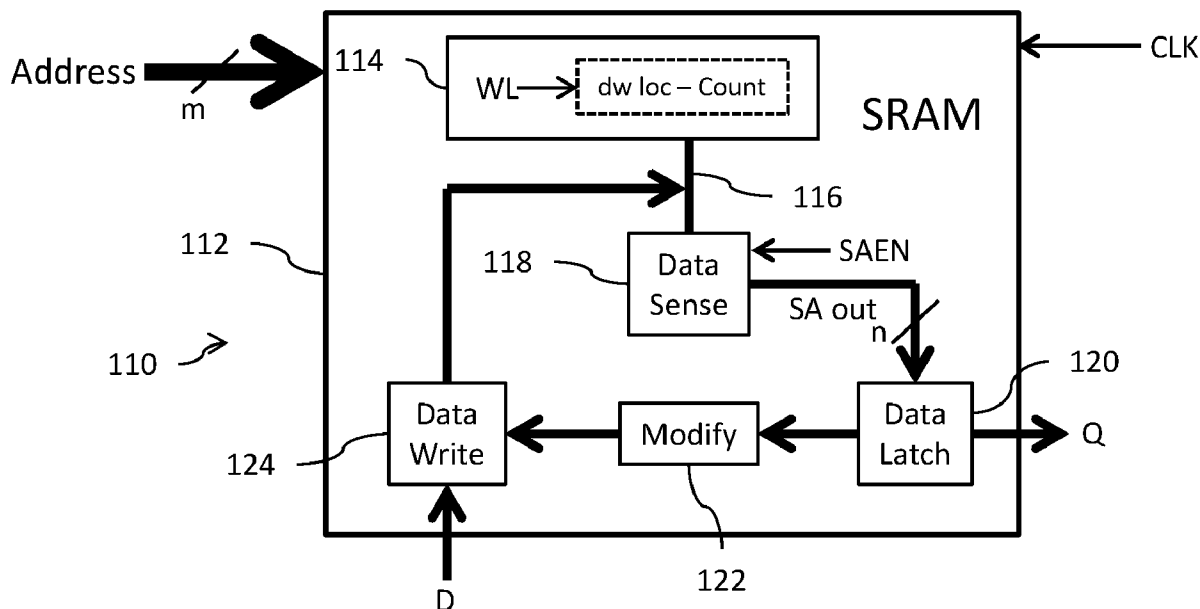 Address
m
114
WL
dw loc – Count
CLK
SRAM
116
112
118
Data
Sense
SAEN
SA out
n
110
120
124
Data
Write
Modify
Data
Latch
Q
122
D